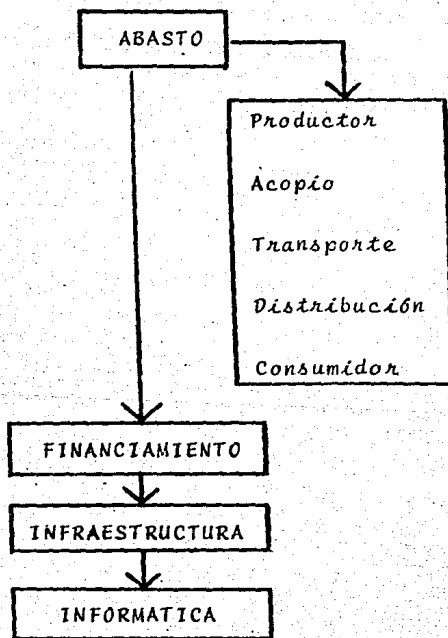 ABASTO
Productor
Acopio
Transporte
Distribución
Consumidor
FINANCIAMIENTO
INFRAESTRUCTURA
INFORMATICA